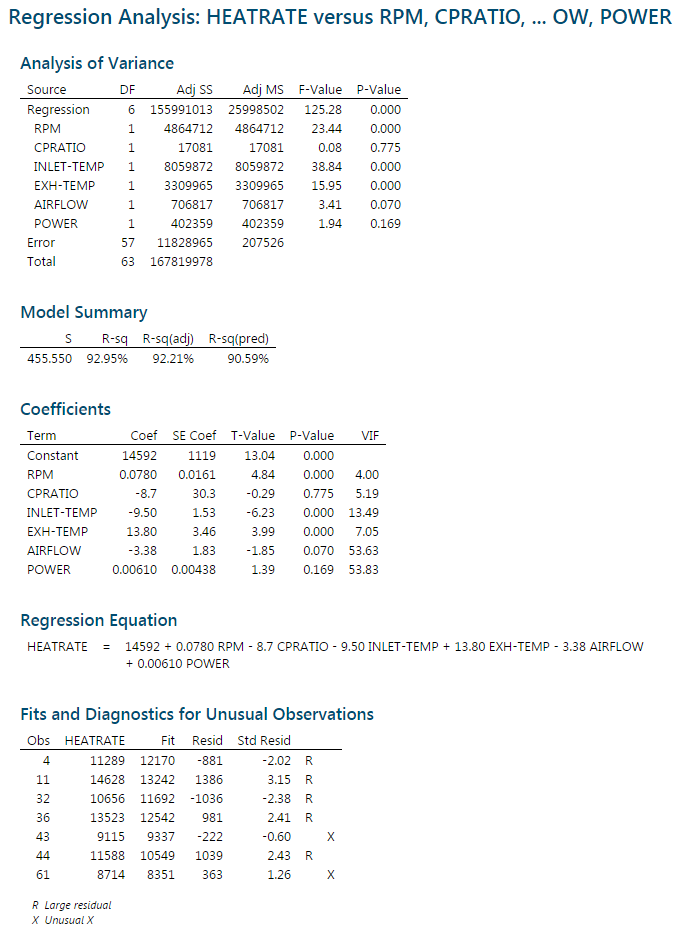 Regression Analysis: HEATRATE versus RPM, CPRATIO, ... OW, POWER
Analysis of Variance
Source DF Adj SS Adj MS F-Value P-Value
Regression 6 155991013 25998502 125.28 0.000
RPM 1 4864712 4864712 23.44 0.000
CPRATIO 1 17081 17081 0.08 0.775
INLET-TEMP 1 8059872 8059872 38.84 0.000
EXH-TEMP 1 3309965 3309965 15.95 0.000
AIRFLOW 1 706817 706817 3.41 0.070
POWER 1 402359 402359 1.94 0.169
Error 57 11828965 207526
Total 63 167819978
Model Summary
S R-sq R-sq(adj) R-sq(pred)
455.550 92.95% 92.21% 90.59%
Coefficients
Term Coef SE Coef T-Value P-Value VIF
Constant 14592 1119 13.04 0.000
RPM 0.0780 0.0161 4.84 0.000 4.00
CPRATIO -8.7 30.3 -0.29 0.775 5.19
INLET-TEMP -9.50 1.53 -6.23 0.000 13.49
EXH-TEMP 13.80 3.46 3.99 0.000 7.05
AIRFLOW -3.38 1.83 -1.85 0.070 53.63
POWER 0.00610 0.00438 1.39 0.169 53.83
Regression Equation
HEATRATE = 14592 + 0.0780 RPM - 8.7 CPRATIO - 9.50 INLET-TEMP + 13.80 EXH-TEMP - 3.38 AIRFLOW
+ 0.00610 POWER
Fits and Diagnostics for Unusual Observations
Obs HEATRATE Fit Resid Std Resid
4 11289 12170 -881 -2.02 R
11 14628 13242 1386 3.15 R
32 10656 11692 -1036 -2.38 R
36 13523 12542 981 2.41 R
43 9115 9337 -222 -0.60 X
44 11588 10549 1039 2.43 R
61 8714 8351 363 1.26 X
R Large residual
X Unusual X